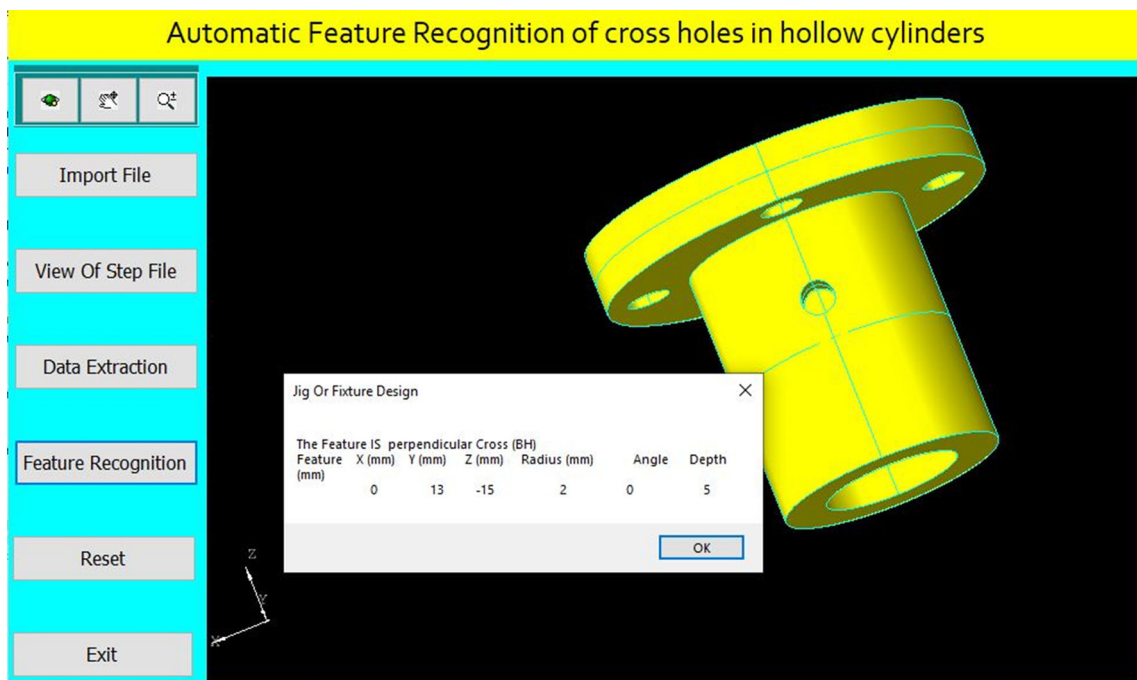 Automatic Feature Recognition of cross holes in hollow cylinders
Import File
View Of Step File
Data Extraction
Feature Recognition
Reset
Exit
Jig Or Fixture Design
The Feature IS perpendicular Cross (BH)
Feature X (mm) Y (mm) Z (mm) Radius (mm) Angle Depth
(mm)
0 13 -15 2 0 5
OK
Z
Y
X